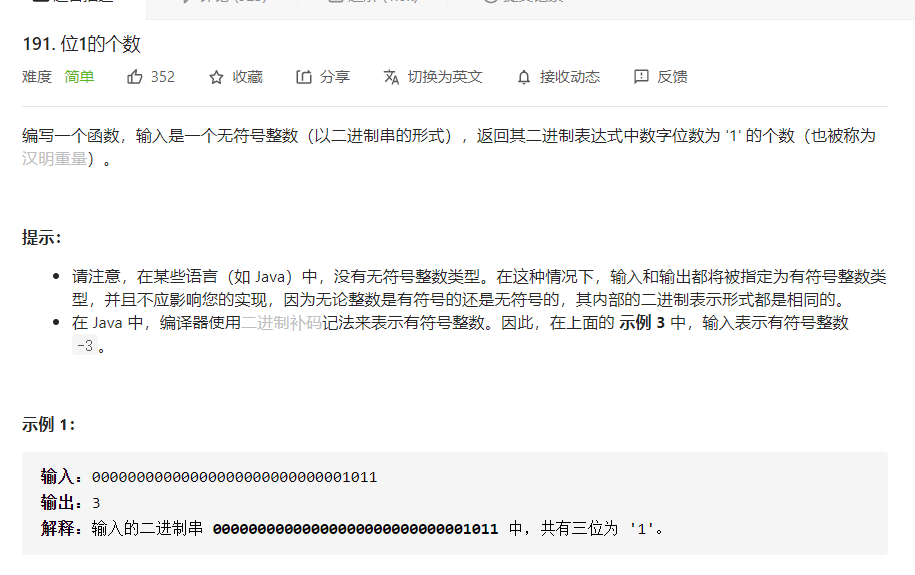 191. 位1的个数
难度 简单 352 收藏 分享 切换为英文 接收动态 反馈
编写一个函数，输入是一个无符号整数（以二进制串的形式），返回其二进制表达式中数字位数为 '1' 的个数（也被称为
汉明重量）。
提示：
请注意，在某些语言（如 Java）中，没有无符号整数类型。在这种情况下，输入和输出都将被指定为有符号整数类
型，并且不应影响您的实现，因为无论整数是有符号的还是无符号的，其内部的二进制表示形式都是相同的。
在 Java 中，编译器使用二进制补码记法来表示有符号整数。因此，在上面的 示例 3 中，输入表示有符号整数
-3。
示例 1：
输入：00000000000000000000000000001011
输出：3
解释：输入的二进制串 00000000000000000000000000001011 中，共有三位为 '1'。